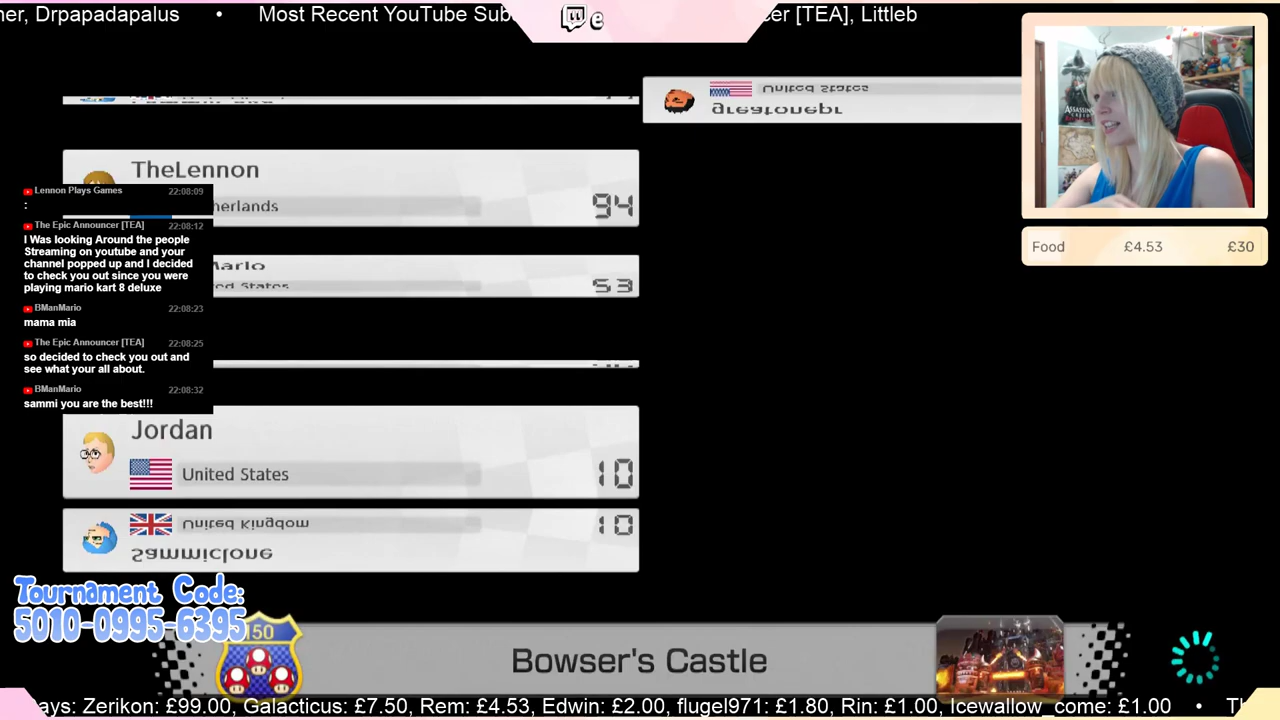 ner, Drpapadapalus • Most Recent YouTube Sub
er [TEA], Littleb
e
United States
greatonepr
TheLennon
herlands
94
Lennon Plays Games 22:08:09
:
The Epic Announcer [TEA] 22:08:12
I Was looking Around the people
Streaming on youtube and your
channel popped up and I decided
to check you out since you were
playing mario kart 8 deluxe
BManMario 22:08:23
mama mia
The Epic Announcer [TEA] 22:08:25
so decided to check you out and
see what your all about.
BManMario 22:08:32
sammi you are the best!!!
Mario
ed States
53
Jordan
United States
10
United Kingdom
10
Sammiclone
Food £4.53 £30
ASSASSIN
Tournament Code:
5010-0995-6395
150
Bowser's Castle
ays: Zerikon: £99.00, Galacticus: £7.50, Rem: £4.53, Edwin: £2.00, flugel971: £1.80, Rin: £1.00, Icewallow_come: £1.00 •